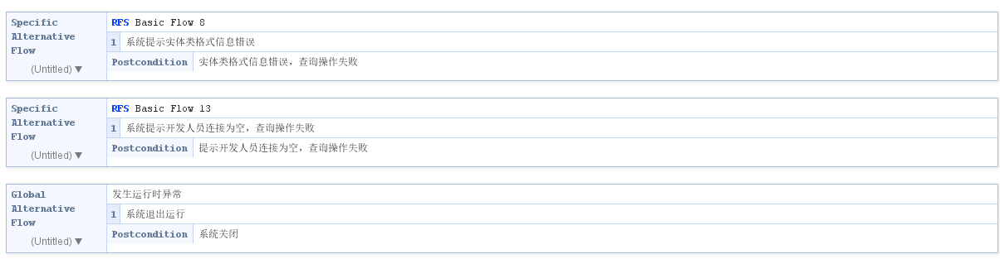 Specific Alternative Flow
(Untitled) ▼
RFS Basic Flow 8
1 系统提示实体类格式信息错误
Postcondition 实体类格式信息错误，查询操作失败
Specific Alternative Flow
(Untitled) ▼
RFS Basic Flow 13
1 系统提示开发人员连接为空，查询操作失败
Postcondition 提示开发人员连接为空，查询操作失败
Global Alternative Flow
(Untitled) ▼
发生运行时异常
1 系统退出运行
Postcondition 系统关闭